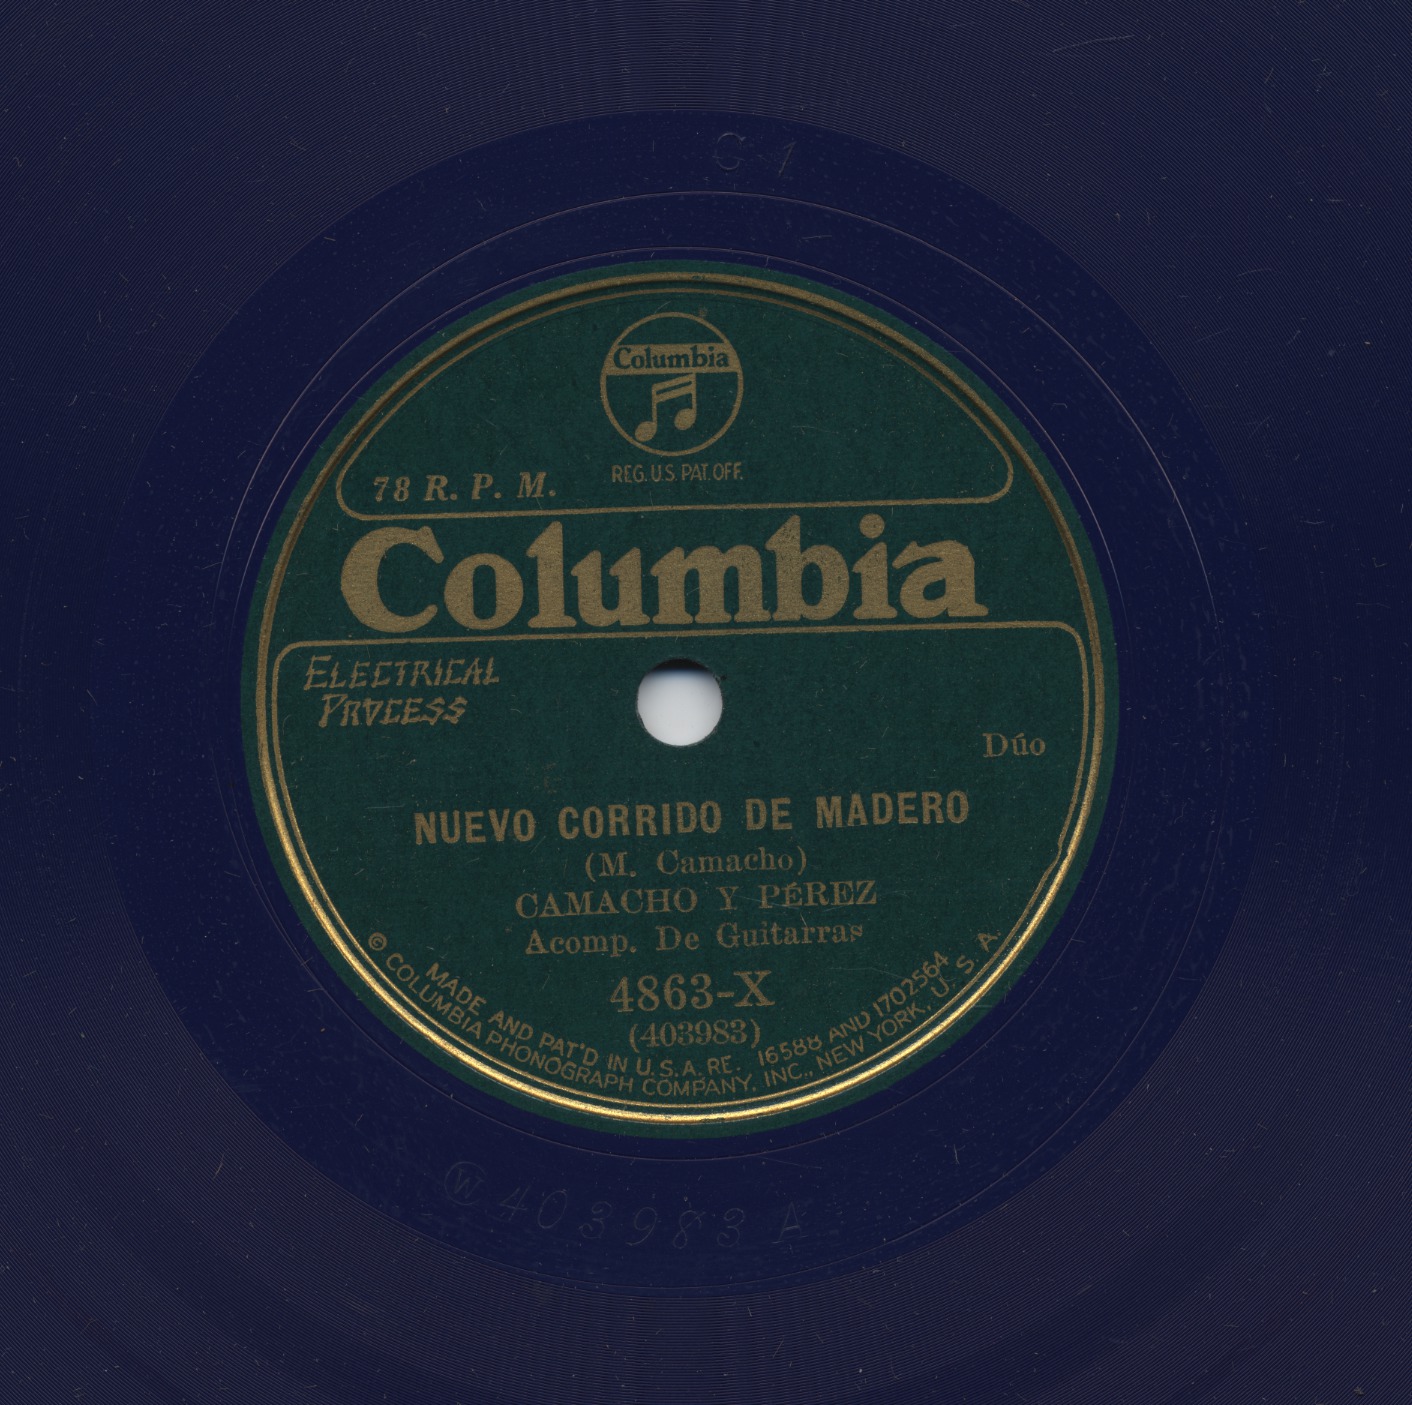 C 1
Columbia
REG. U.S. PAT. OFF.
78 R. P. M.
Columbia
ELECTRICAL
PROCESS
Dúo
NUEVO CORRIDO DE MADERO
(M. Camacho)
CAMACHO Y PÉREZ
Acomp. De Guitarras
4863-X
(403983)
MADE AND PAT'D IN U.S.A. RE. 16588 AND 1702564
© COLUMBIA PHONOGRAPH COMPANY, INC., NEW YORK, U. S. A.
W 403983 A